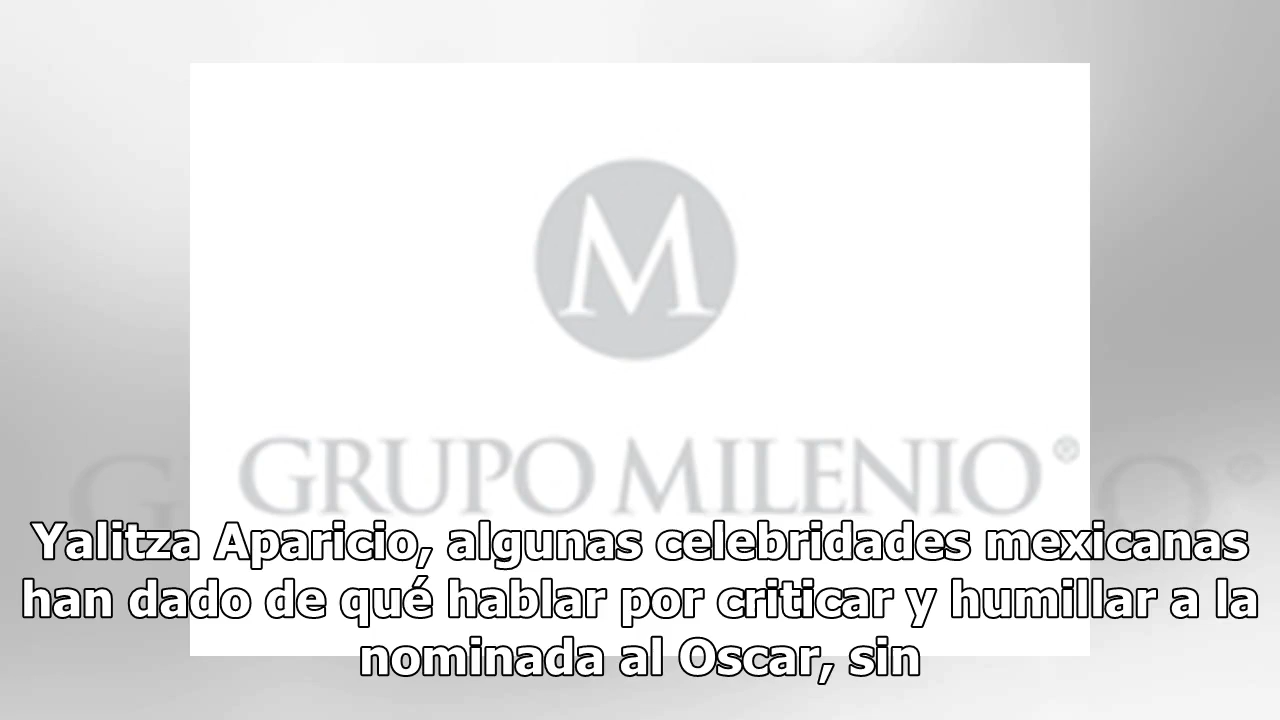 M
GRUPO MILENIO®
Yalitza Aparicio, algunas celebridades mexicanas
han dado de qué hablar por criticar y humillar a la
nominada al Oscar, sin